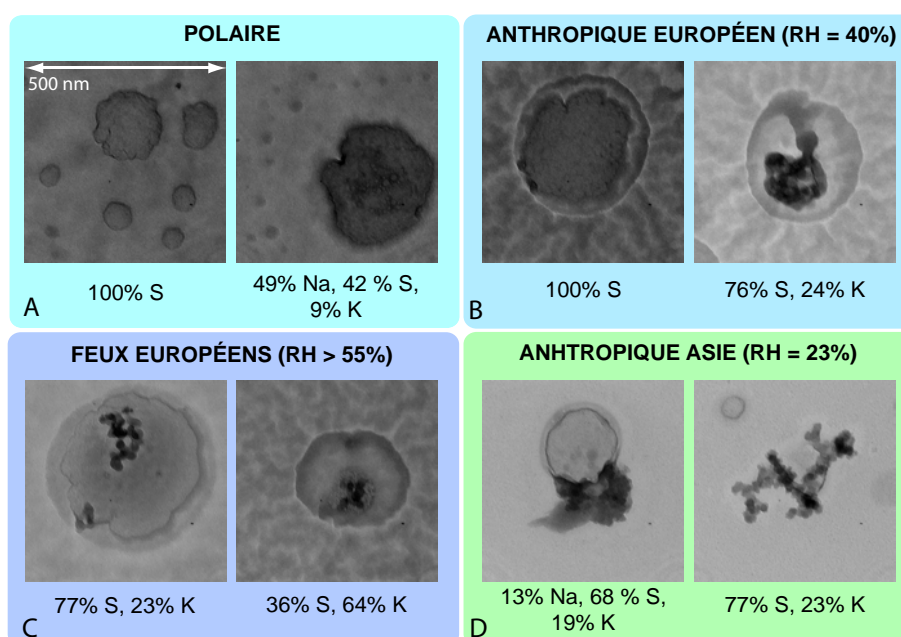 POLAIRE
500 nm
100% S
49% Na, 42 % S,
9% K
A
ANTHROPIQUE EUROPÉEN (RH = 40%)
100% S
76% S, 24% K
B
FEUX EUROPÉENS (RH > 55%)
77% S, 23% K
36% S, 64% K
C
ANHTROPIQUE ASIE (RH = 23%)
13% Na, 68 % S,
19% K
77% S, 23% K
D